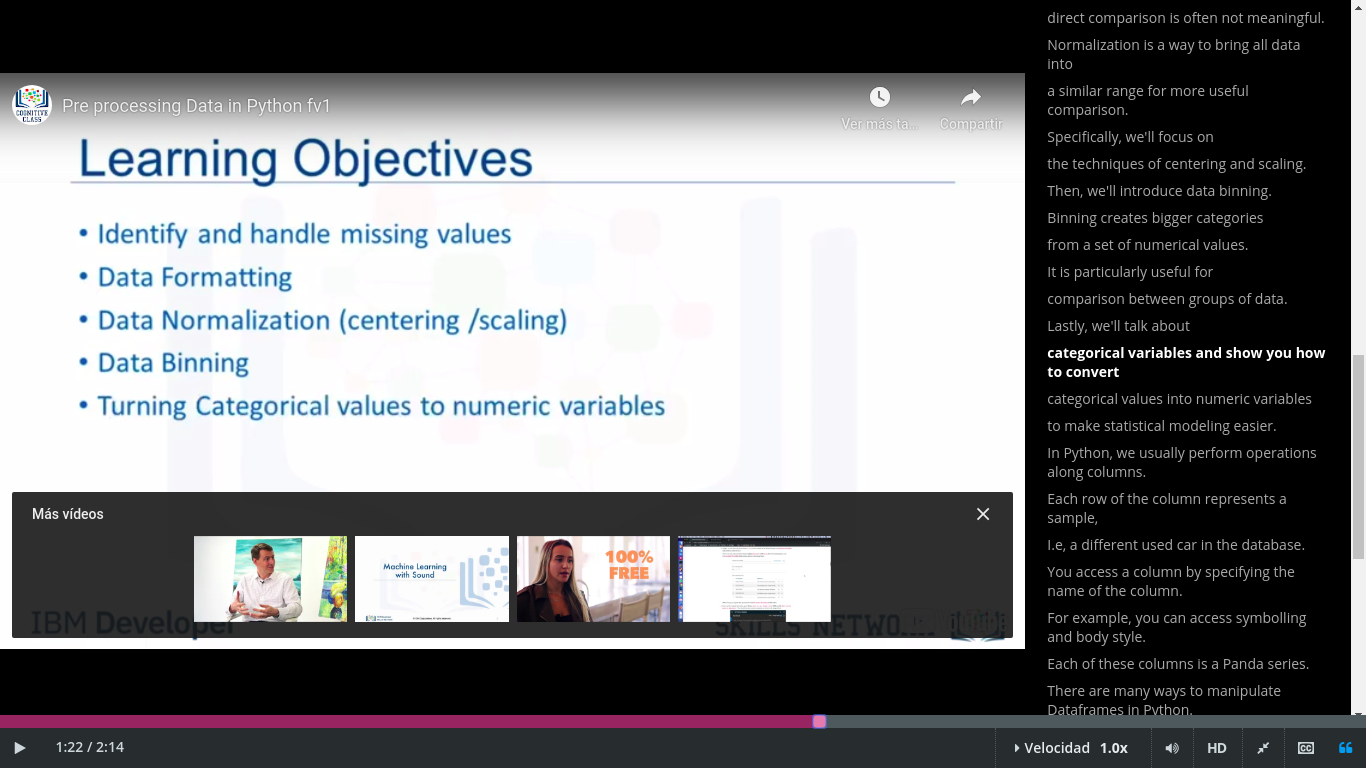 COGNITIVE
CLASS
Pre processing Data in Python fv1
Ver más ta...
Compartir
Learning Objectives
• Identify and handle missing values
• Data Formatting
• Data Normalization (centering /scaling)
• Data Binning
• Turning Categorical values to numeric variables
Más vídeos
Machine Learning
with Sound
100%
FREE
IBM Developer
SKILLS NETWO
direct comparison is often not meaningful.
Normalization is a way to bring all data
into
a similar range for more useful
comparison.
Specifically, we'll focus on
the techniques of centering and scaling.
Then, we'll introduce data binning.
Binning creates bigger categories
from a set of numerical values.
It is particularly useful for
comparison between groups of data.
Lastly, we'll talk about
categorical variables and show you how
to convert
categorical values into numeric variables
to make statistical modeling easier.
In Python, we usually perform operations
along columns.
Each row of the column represents a
sample,
I.e, a different used car in the database.
You access a column by specifying the
name of the column.
For example, you can access symbolling
and body style.
Each of these columns is a Panda series.
There are many ways to manipulate
Dataframes in Python.
1:22 / 2:14
Velocidad 1.0x
HD
CC